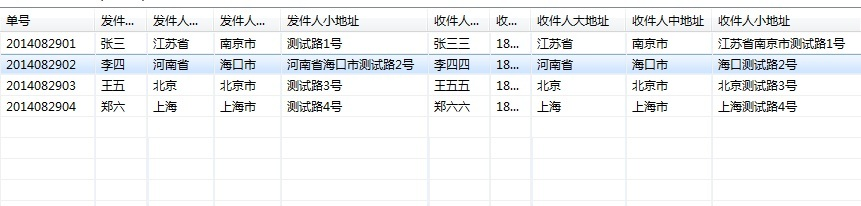 单号 发件... 发件人... 发件人... 发件人小地址 收件人... 收... 收件人大地址 收件人中地址 收件人小地址
2014082901 张三 江苏省 南京市 测试路1号 张三三 18... 江苏省 南京市 江苏省南京市测试路1号
2014082902 李四 河南省 海口市 河南省海口市测试路2号 李四四 18... 河南省 海口市 海口测试路2号
2014082903 王五 北京 北京市 测试路3号 王五五 18... 北京 北京市 北京测试路3号
2014082904 郑六 上海 上海市 测试路4号 郑六六 18... 上海 上海市 上海测试路4号